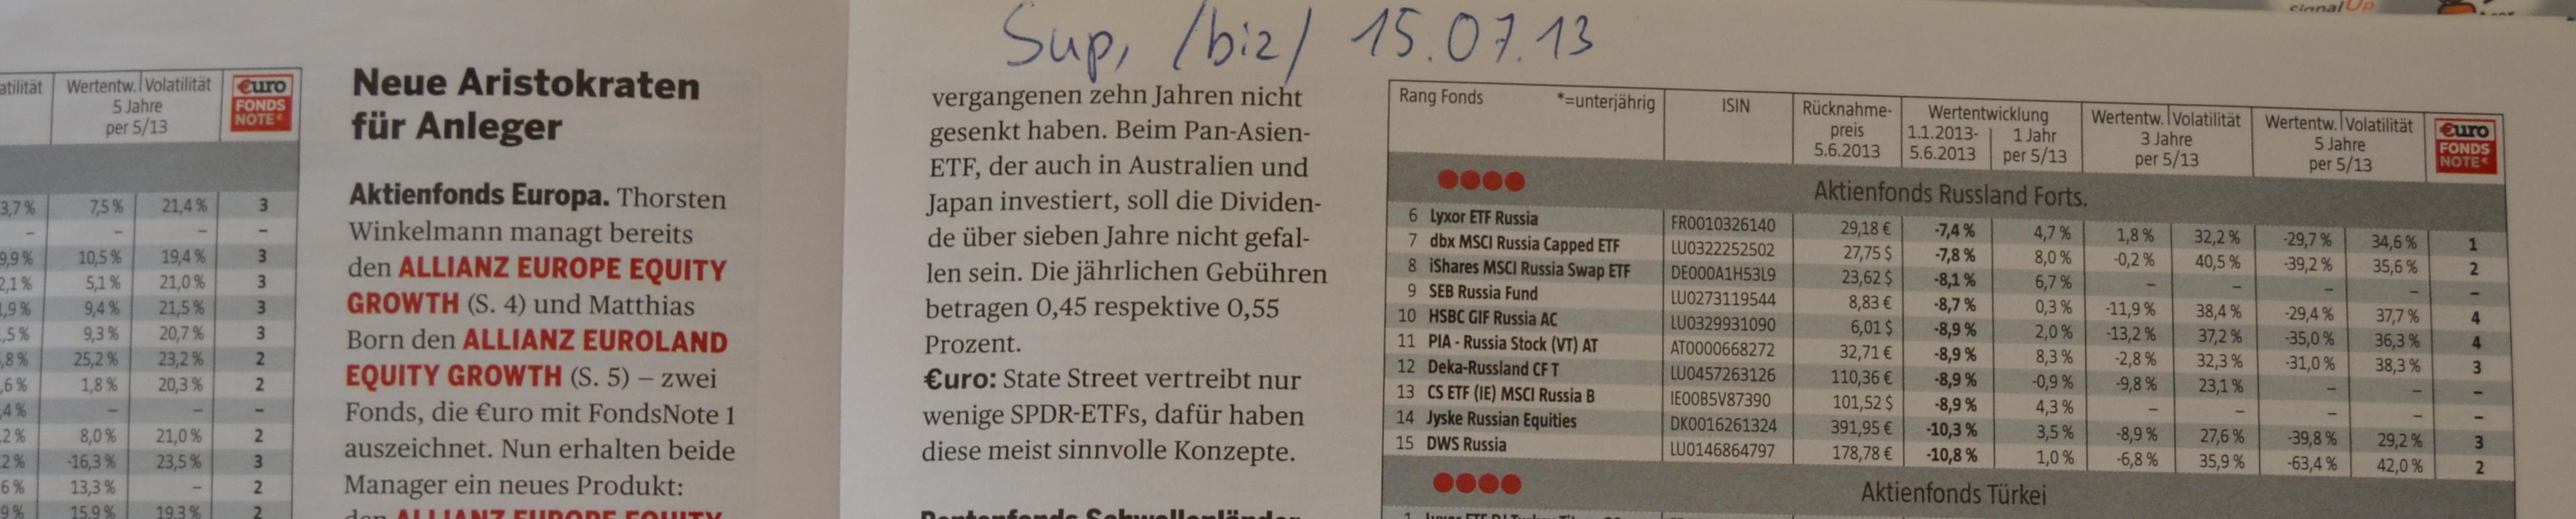 signalUp
Sup, /biz/ 15.07.13
atilität Wertentw. Volatilität €uro
5 Jahre FONDS
per 5/13 NOTE
3,7 % 7,5 % 21,4 % 3
– – – –
9,9 % 10,5 % 19,4 % 3
2,1 % 5,1 % 21,0 % 3
,9 % 9,4 % 21,5 % 3
,5 % 9,3 % 20,7 % 3
,8 % 25,2 % 23,2 % 2
,6 % 1,8 % 20,3 % 2
,4 % – – –
2 % 8,0 % 21,0 % 2
2 % -16,3 % 23,5 % 3
6 % 13,3 % – 2
9 % 15,9 % 19,3 % 2
Neue Aristokraten
für Anleger
Aktienfonds Europa. Thorsten
Winkelmann managt bereits
den ALLIANZ EUROPE EQUITY
GROWTH (S. 4) und Matthias
Born den ALLIANZ EUROLAND
EQUITY GROWTH (S. 5) – zwei
Fonds, die €uro mit FondsNote 1
auszeichnet. Nun erhalten beide
Manager ein neues Produkt:
den ALLIANZ EUROPE EQUITY
vergangenen zehn Jahren nicht
gesenkt haben. Beim Pan-Asien-
ETF, der auch in Australien und
Japan investiert, soll die Dividen-
de über sieben Jahre nicht gefal-
len sein. Die jährlichen Gebühren
betragen 0,45 respektive 0,55
Prozent.
€uro: State Street vertreibt nur
wenige SPDR-ETFs, dafür haben
diese meist sinnvolle Konzepte.
Rentenfonds Schwellenländer
Rang Fonds *=unterjährig ISIN Rücknahme- Wertentwicklung Wertentw. Volatilität Wertentw. Volatilität €uro
preis 1.1.2013- 1 Jahr 3 Jahre 5 Jahre FONDS
5.6.2013 5.6.2013 per 5/13 per 5/13 per 5/13 NOTE
Aktienfonds Russland Forts.
6 Lyxor ETF Russia FR0010326140 29,18 € -7,4 % 4,7 % 1,8 % 32,2 % -29,7 % 34,6 % 1
7 dbx MSCI Russia Capped ETF LU0322252502 27,75 $ -7,8 % 8,0 % -0,2 % 40,5 % -39,2 % 35,6 % 2
8 iShares MSCI Russia Swap ETF DE000A1H53L9 23,62 $ -8,1 % 6,7 % – – – – –
9 SEB Russia Fund LU0273119544 8,83 € -8,7 % 0,3 % -11,9 % 38,4 % -29,4 % 37,7 % 4
10 HSBC GIF Russia AC LU0329931090 6,01 $ -8,9 % 2,0 % -13,2 % 37,2 % -35,0 % 36,3 % 4
11 PIA - Russia Stock (VT) AT AT0000668272 32,71 € -8,9 % 8,3 % -2,8 % 32,3 % -31,0 % 38,3 % 3
12 Deka-Russland CF T LU0457263126 110,36 € -8,9 % -0,9 % -9,8 % 23,1 % – – –
13 CS ETF (IE) MSCI Russia B IE00B5V87390 101,52 $ -8,9 % 4,3 % – – – – –
14 Jyske Russian Equities DK0016261324 391,95 € -10,3 % 3,5 % -8,9 % 27,6 % -39,8 % 29,2 % 3
15 DWS Russia LU0146864797 178,78 € -10,8 % 1,0 % -6,8 % 35,9 % -63,4 % 42,0 % 2
Aktienfonds Türkei